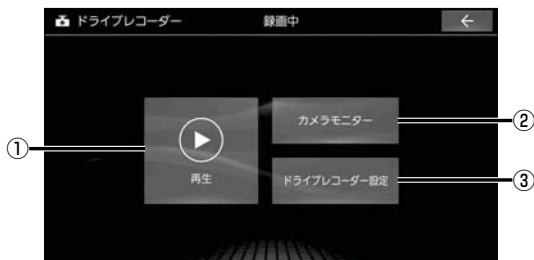 ドライブレコーダー 録画中
カメラモニター ②
① 再生
ドライブレコーダー設定 ③